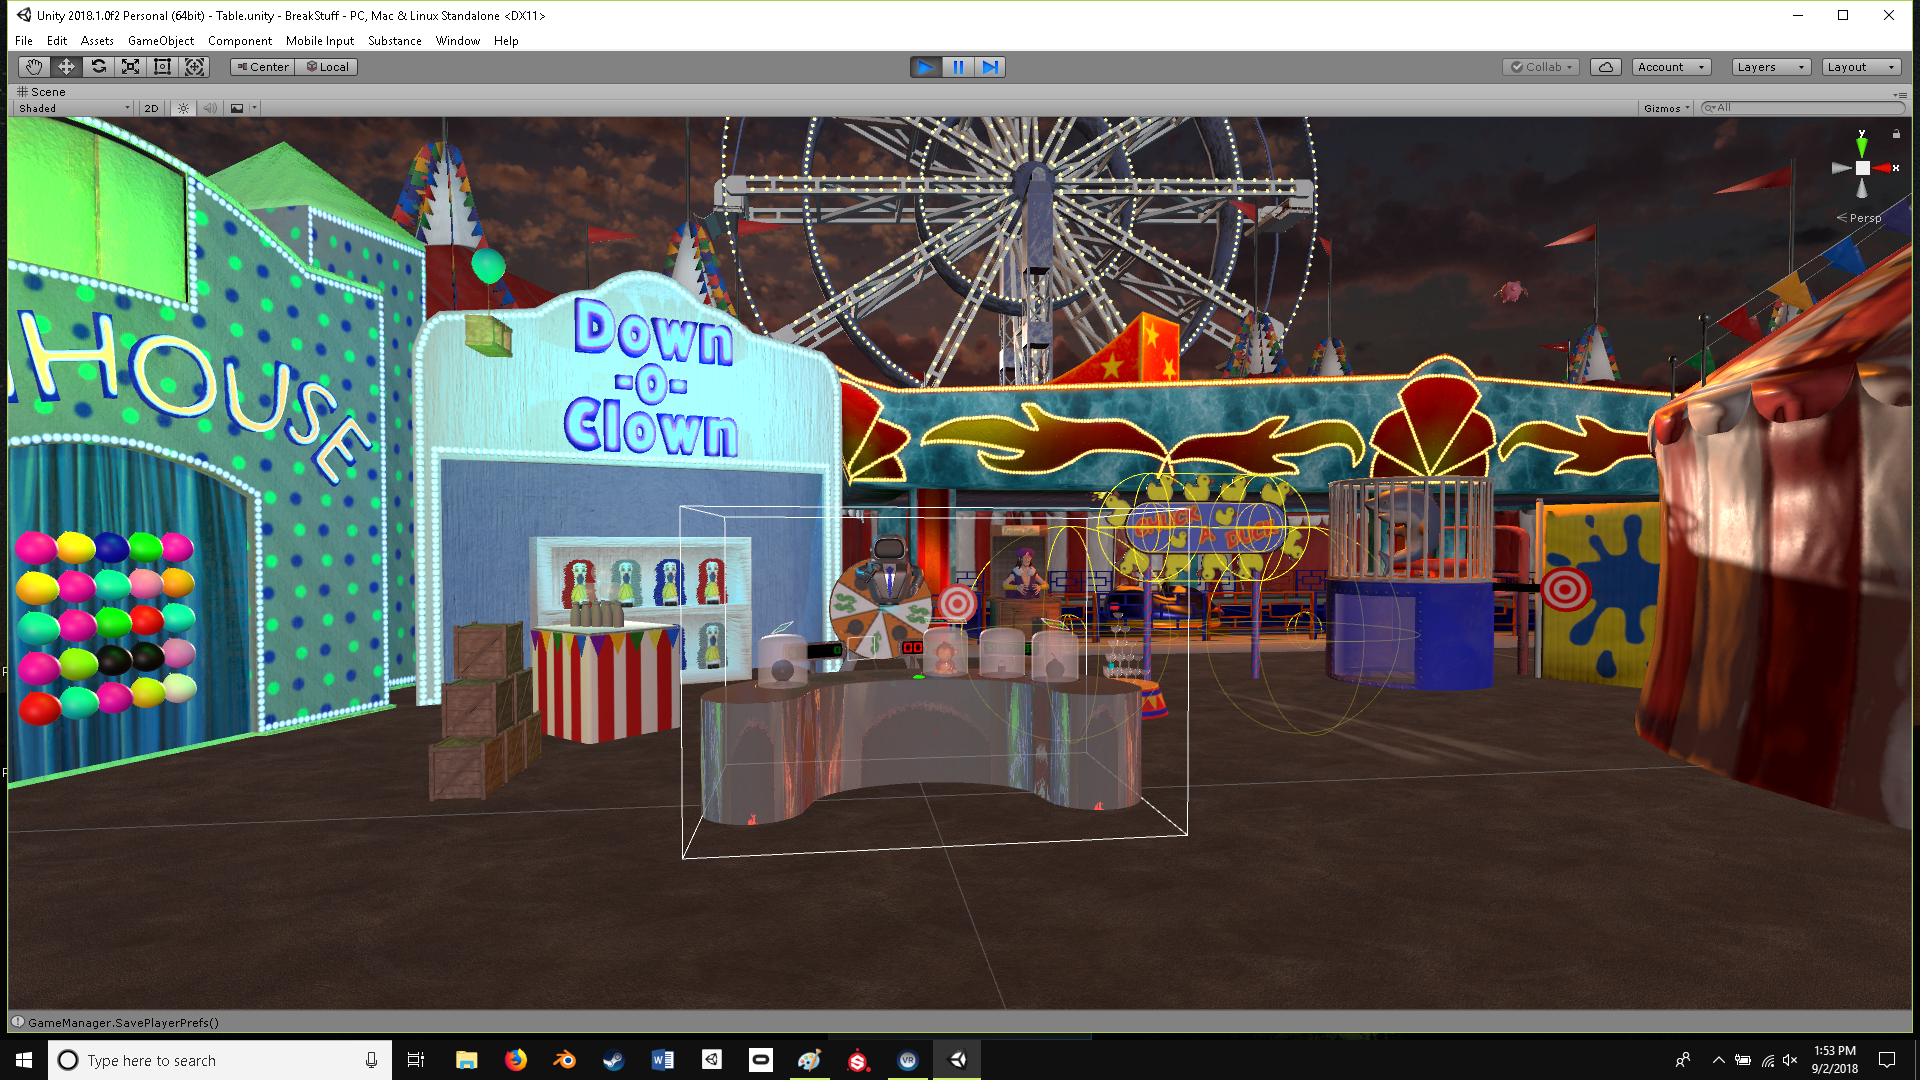 Unity 2018.1.0f2 Personal (64bit) - Table.unity - BreakStuff - PC, Mac & Linux Standalone <DX11>
File Edit Assets GameObject Component Mobile Input Substance Window Help
Center Local
Collab Account Layers Layout
Scene
Shaded 2D Gizmos All
y
x
Persp
HOUSE
Down
-O-
Clown
CHUCK
A DUCK
00
GameManager.SavePlayerPrefs()
Type here to search
1:53 PM
9/2/2018